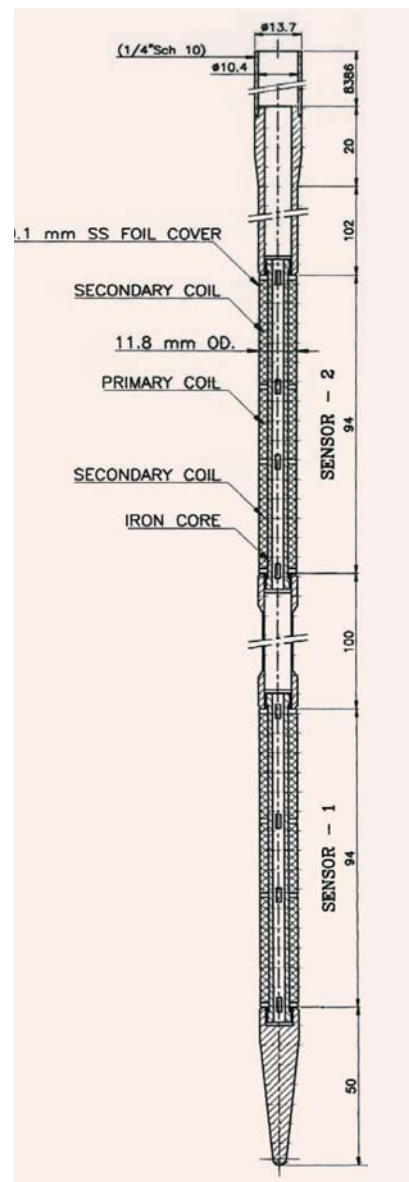 ø13.7
(1/4"Sch 10)
ø10.4
8386
20
102
.1 mm SS FOIL COVER
SECONDARY COIL
11.8 mm OD.
PRIMARY COIL
SENSOR - 2
94
SECONDARY COIL
IRON CORE
100
SENSOR - 1
94
50